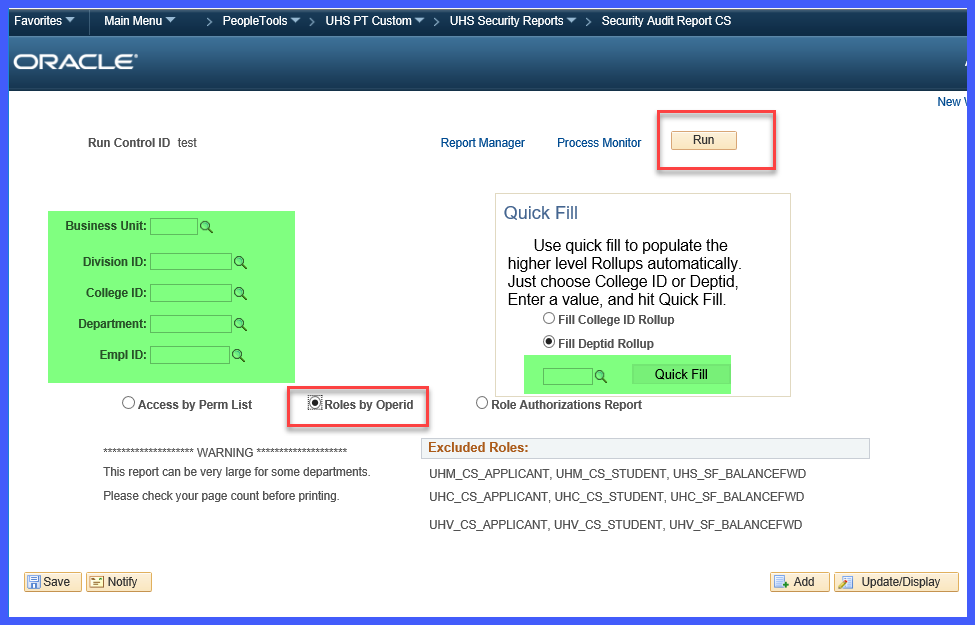 Favorites Main Menu > PeopleTools > UHS PT Custom > UHS Security Reports > Security Audit Report CS
ORACLE
New
Run Control ID test Report Manager Process Monitor Run
Business Unit:
Division ID:
College ID:
Department:
Empl ID:
Quick Fill
Use quick fill to populate the
higher level Rollups automatically.
Just choose College ID or Deptid,
Enter a value, and hit Quick Fill.
Fill College ID Rollup
Fill Deptid Rollup
Quick Fill
Access by Perm List Roles by Operid Role Authorizations Report
******************** WARNING ********************
This report can be very large for some departments.
Please check your page count before printing.
Excluded Roles:
UHM_CS_APPLICANT, UHM_CS_STUDENT, UHS_SF_BALANCEFWD
UHC_CS_APPLICANT, UHC_CS_STUDENT, UHC_SF_BALANCEFWD
UHV_CS_APPLICANT, UHV_CS_STUDENT, UHV_SF_BALANCEFWD
Save Notify Add Update/Display